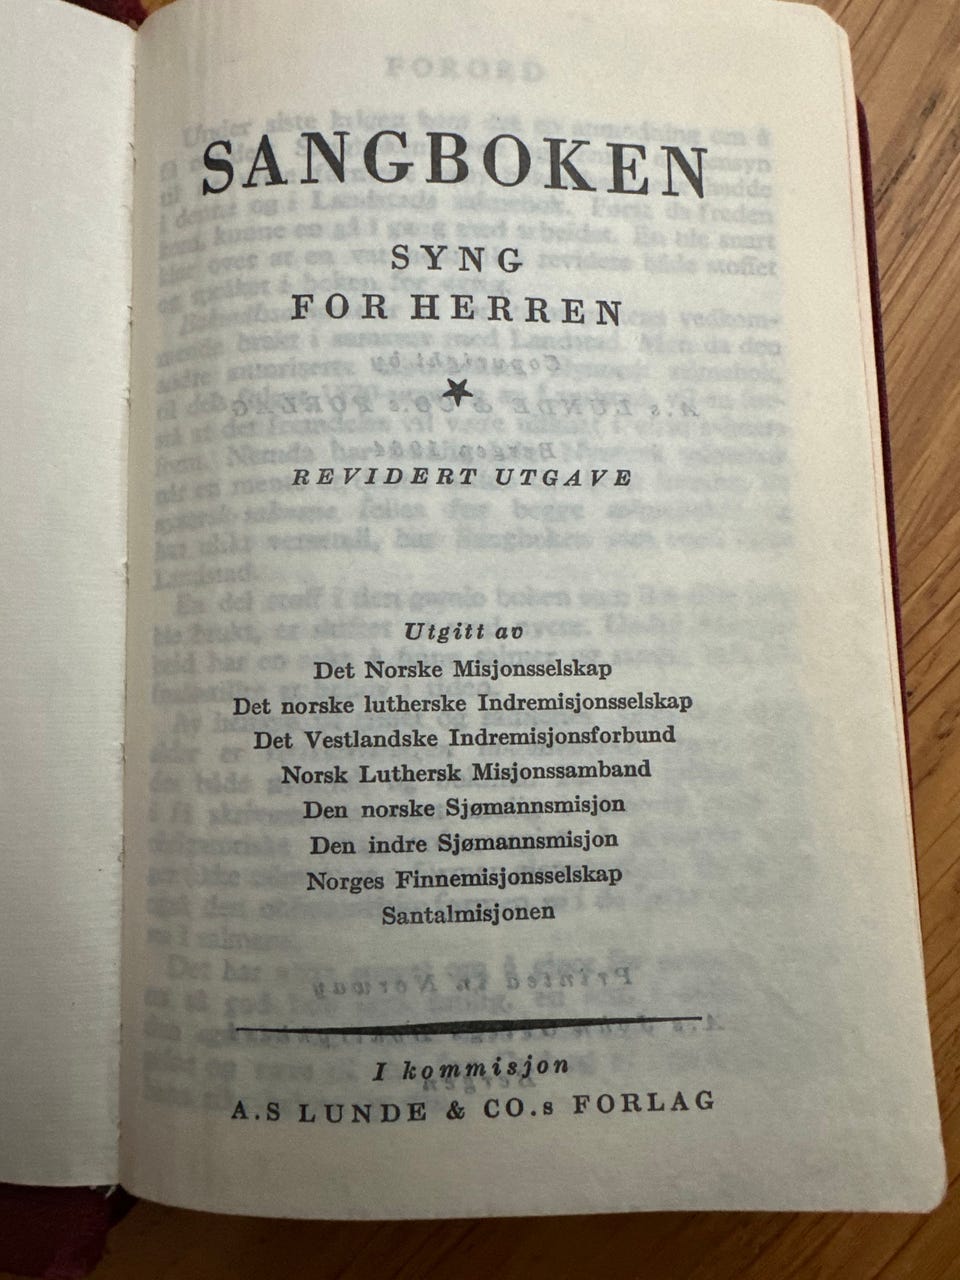 SANGBOKEN
SYNG
FOR HERREN
REVIDERT UTGAVE
Utgitt av
Det Norske Misjonsselskap
Det norske lutherske Indremisjonsselskap
Det Vestlandske Indremisjonsforbund
Norsk Luthersk Misjonssamband
Den norske Sjømannsmisjon
Den indre Sjømannsmisjon
Norges Finnemisjonsselskap
Santalmisjonen
I kommisjon
A.S LUNDE & CO.s FORLAG